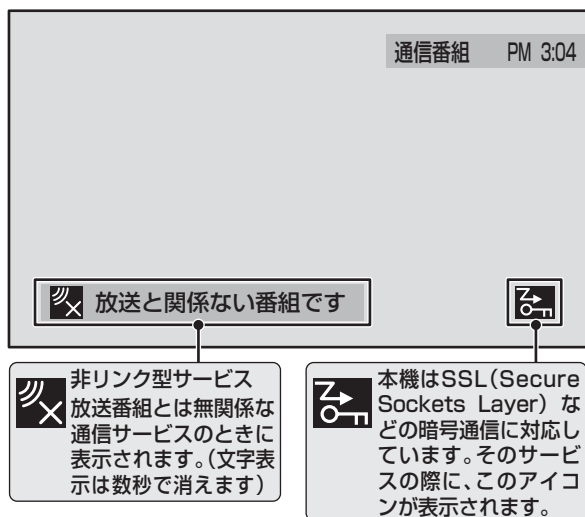 通信番組 PM 3:04
放送と関係ない番組です
非リンク型サービス
放送番組とは無関係な
通信サービスのときに
表示されます。(文字表
示は数秒で消えます)
本機はSSL(Secure
Sockets Layer) な
どの暗号通信に対応し
ています。そのサービ
スの際に、このアイコ
ンが表示されます。